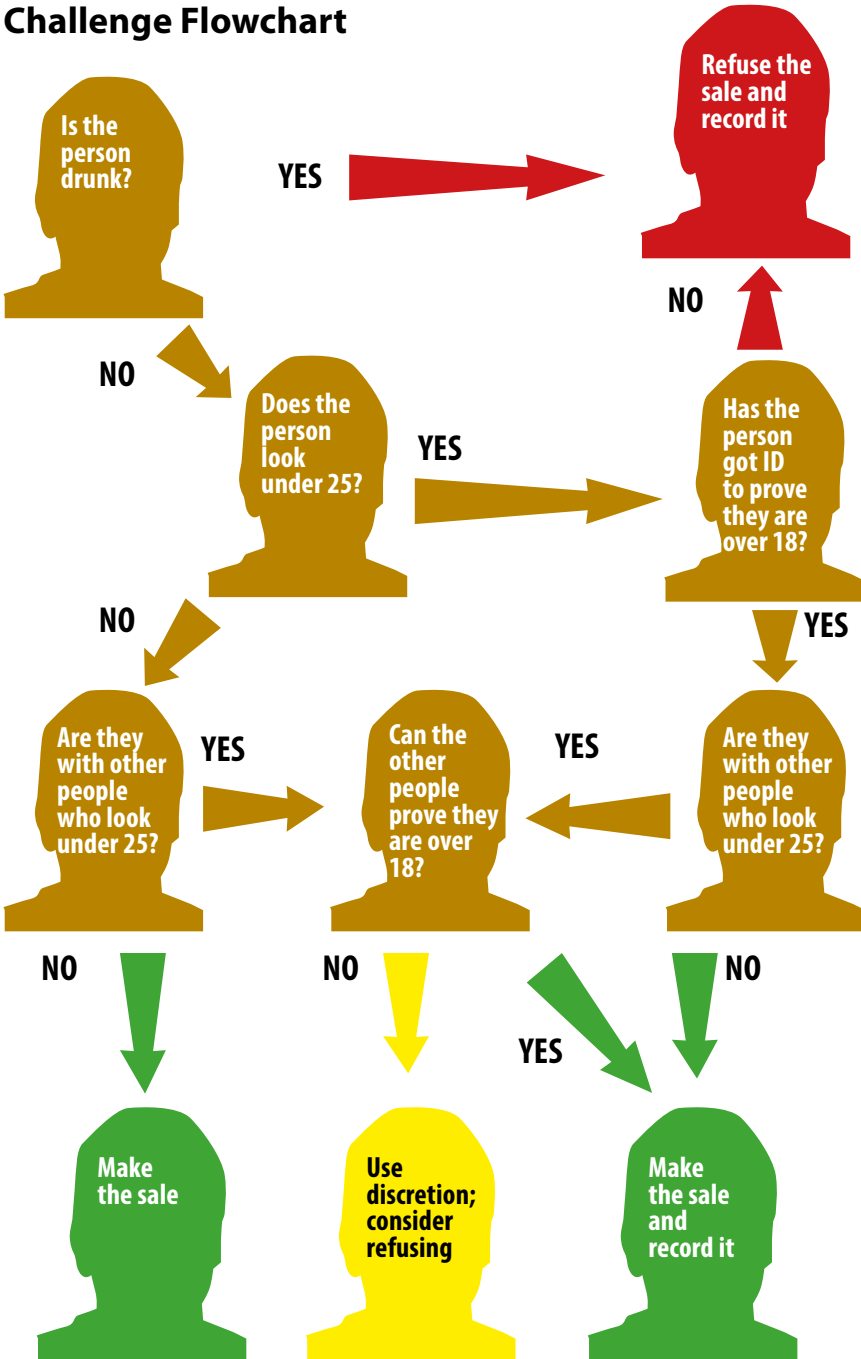 Challenge Flowchart
Is the
person
drunk?
YES
Refuse the
sale and
record it
NO
NO
Does the
person
look
under 25?
YES
Has the
person
got ID
to prove
they are
over 18?
NO
YES
Are they
with other
people
who look
under 25?
YES
Can the
other
people
prove they
are over
18?
YES
Are they
with other
people
who look
under 25?
NO
NO
YES
NO
Make
the sale
Use
discretion;
consider
refusing
Make
the sale
and
record it